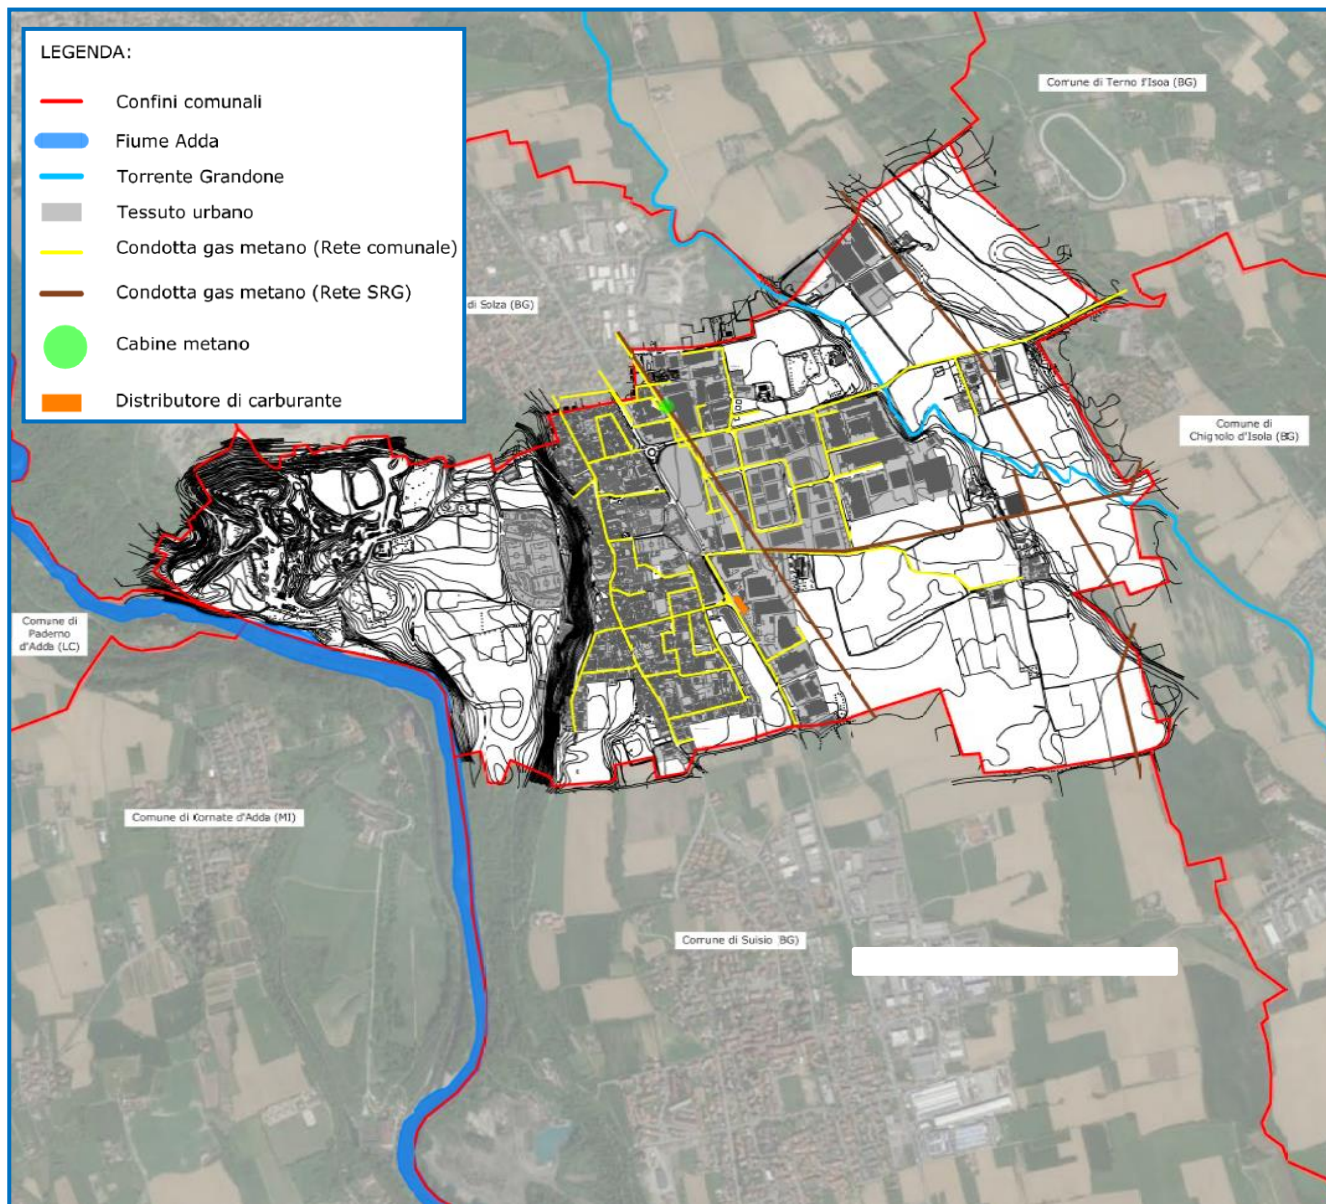 LEGENDA:
Confini comunali
Fiume Adda
Torrente Grandone
Tessuto urbano
Condotta gas metano (Rete comunale)
Condotta gas metano (Rete SRG)
Cabine metano
Distributore di carburante
Comune di Terno l'Isoa (BG)
di Solza (BG)
Comune di
Chignolo d'Isola (BG)
Comune di
Paderno
d'Adda (LC)
Comune di Cornate d'Adda (MI)
Comune di Suisio (BG)